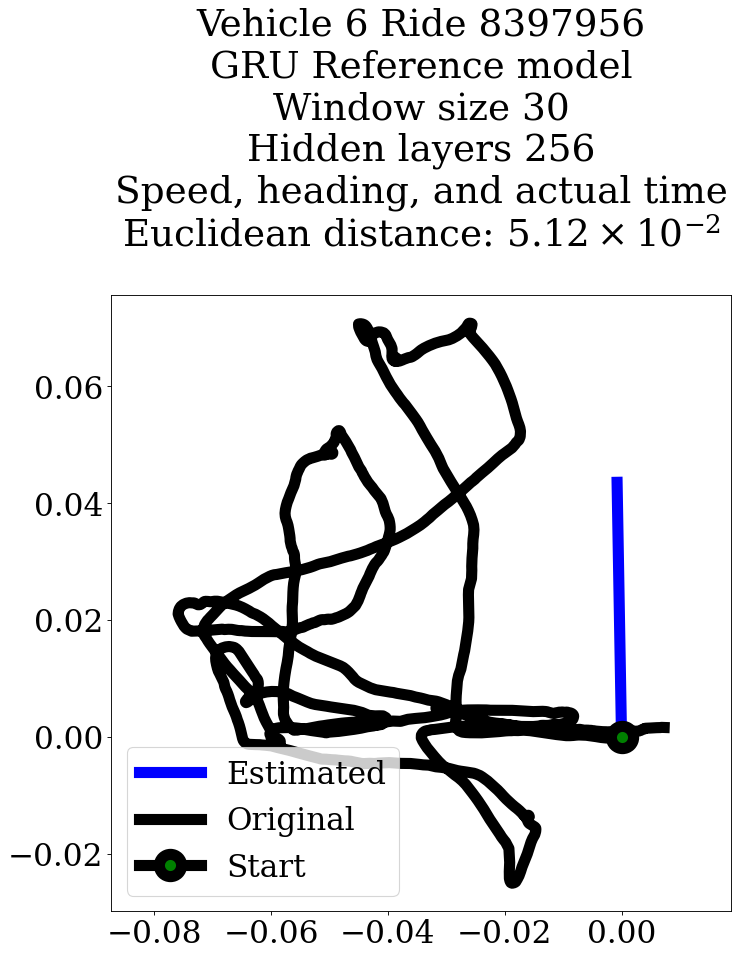 Vehicle 6 Ride 8397956
GRU Reference model
Window size 30
Hidden layers 256
Speed, heading, and actual time
Euclidean distance: 5.12 × 10⁻²
0.06
0.04
0.02
0.00
−0.02
Estimated
Original
Start
−0.08 −0.06 −0.04 −0.02 0.00